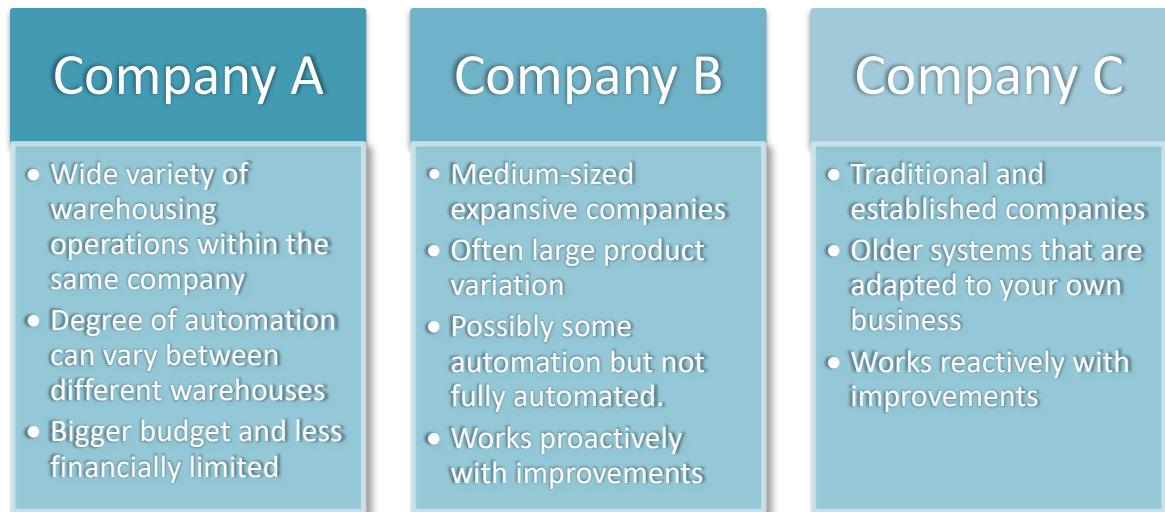 Company A
• Wide variety of
warehousing
operations within the
same company
• Degree of automation
can vary between
different warehouses
• Bigger budget and less
financially limited
Company B
• Medium-sized
expansive companies
• Often large product
variation
• Possibly some
automation but not
fully automated.
• Works proactively
with improvements
Company C
• Traditional and
established companies
• Older systems that are
adapted to your own
business
• Works reactively with
improvements